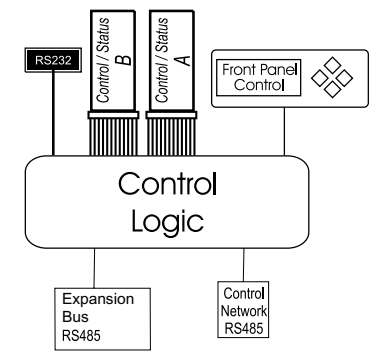 RS232
Control / Status
B
Control / Status
A
Front Panel
Control
Control
Logic
Expansion
Bus
RS485
Control
Network
RS485